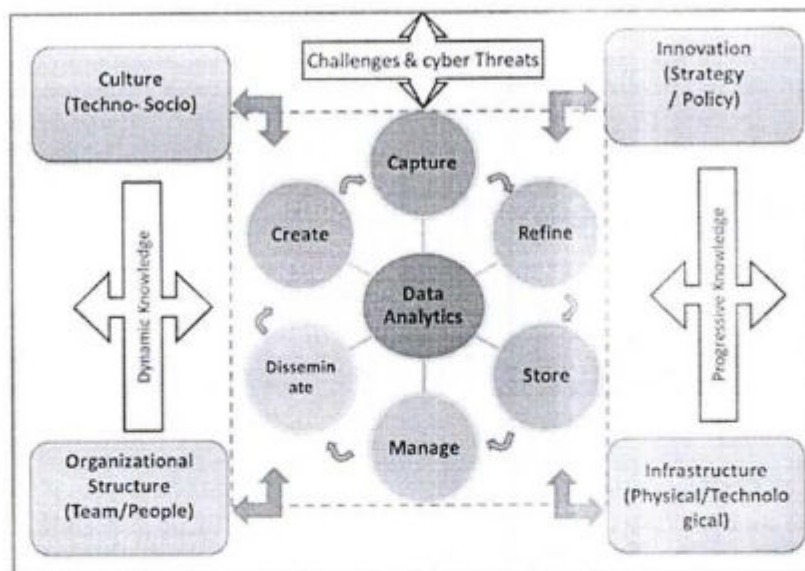 Challenges & cyber Threats
Culture
(Techno- Socio)
Innovation
(Strategy
/ Policy)
Capture
Create
Refine
Data
Analytics
Dissemin
ate
Store
Manage
Dynamic Knowledge
Progressive Knowledge
Organizational
Structure
(Team/People)
Infrastructure
(Physical/Technolo
gical)